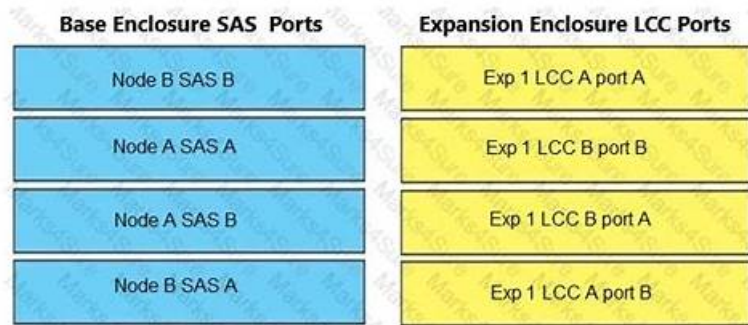 Base Enclosure SAS Ports
Expansion Enclosure LCC Ports
Node B SAS B
Exp 1 LCC A port A
Node A SAS A
Exp 1 LCC B port B
Node A SAS B
Exp 1 LCC B port A
Node B SAS A
Exp 1 LCC A port B
Marks4Sure